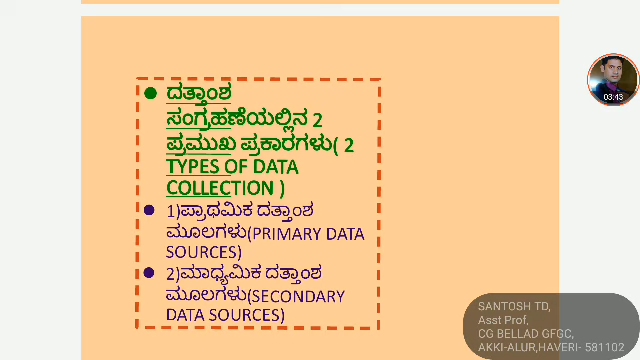 ದತ್ತಾಂಶ
ಸಂಗ್ರಹಣೆಯಲ್ಲಿನ 2
ಪ್ರಮುಖ ಪ್ರಕಾರಗಳು( 2
TYPES OF DATA
COLLECTION )
1)ಪ್ರಾಥಮಿಕ ದತ್ತಾಂಶ
ಮೂಲಗಳು(PRIMARY DATA
SOURCES)
2)ಮಾಧ್ಯಮಿಕ ದತ್ತಾಂಶ
ಮೂಲಗಳು(SECONDARY
DATA SOURCES)
03:43
SANTOSH TD,
Asst Prof,
CG BELLAD GFGC,
AKKI-ALUR,HAVERI- 581102